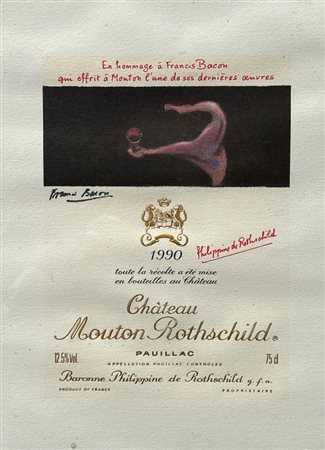 En hommage à Francis Bacon
qui offrit à Mouton l'une de ses dernières œuvres
Francis Bacon
1990
Philippine de Rothschild
toute la récolte a été mise
en bouteilles au Château
Château
Mouton Rothschild®
PAUILLAC
12,5% Vol. APPELLATION PAUILLAC CONTRÔLÉE 75 cl
Baronne Philippine de Rothschild g.f.a.
PRODUCE OF FRANCE PROPRIÉTAIRE